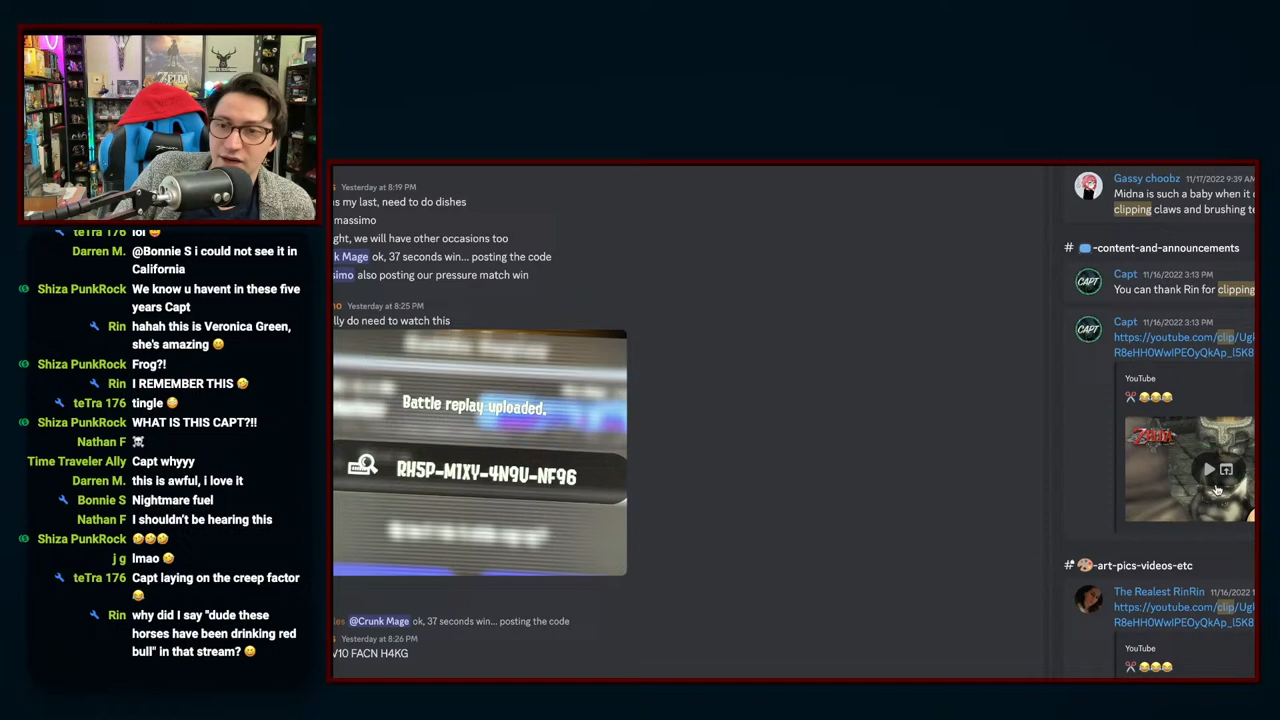 ZELDA
teTra 176 lol
Darren M. @Bonnie S i could not see it in
California
Shiza PunkRock We know u havent in these five
years Capt
Rin hahah this is Veronica Green,
she's amazing
Shiza PunkRock Frog?!
Rin I REMEMBER THIS
teTra 176 tingle
Shiza PunkRock WHAT IS THIS CAPT?!!
Nathan F
Time Traveler Ally Capt whyyy
Darren M. this is awful, i love it
Bonnie S Nightmare fuel
Nathan F I shouldn't be hearing this
Shiza PunkRock
j g lmao
teTra 176 Capt laying on the creep factor
Rin why did I say "dude these
horses have been drinking red
bull" in that stream?
s Yesterday at 8:19 PM
s my last, need to do dishes
massimo
ght, we will have other occasions too
k Mage ok, 37 seconds win... posting the code
simo also posting our pressure match win
no Yesterday at 8:25 PM
lly do need to watch this
Battle replay uploaded.
RH5P-M1XY-4N9U-NF96
les @Crunk Mage ok, 37 seconds win... posting the code
s Yesterday at 8:26 PM
V10 FACN H4KG
Gassy choobz 11/17/2022 9:39 AM
Midna is such a baby when it
clipping claws and brushing te
# -content-and-announcements
Capt 11/16/2022 3:13 PM
You can thank Rin for clipping
Capt 11/16/2022 3:13 PM
https://youtube.com/clip/Ug
R8eHH0WwIPEOyQkAp_I5K8
YouTube
ZELDA
# -art-pics-videos-etc
The Realest RinRin 11/16/2022 1
https://youtube.com/clip/Ug
R8eHH0WwIPEOyQkAp_I5K8
YouTube